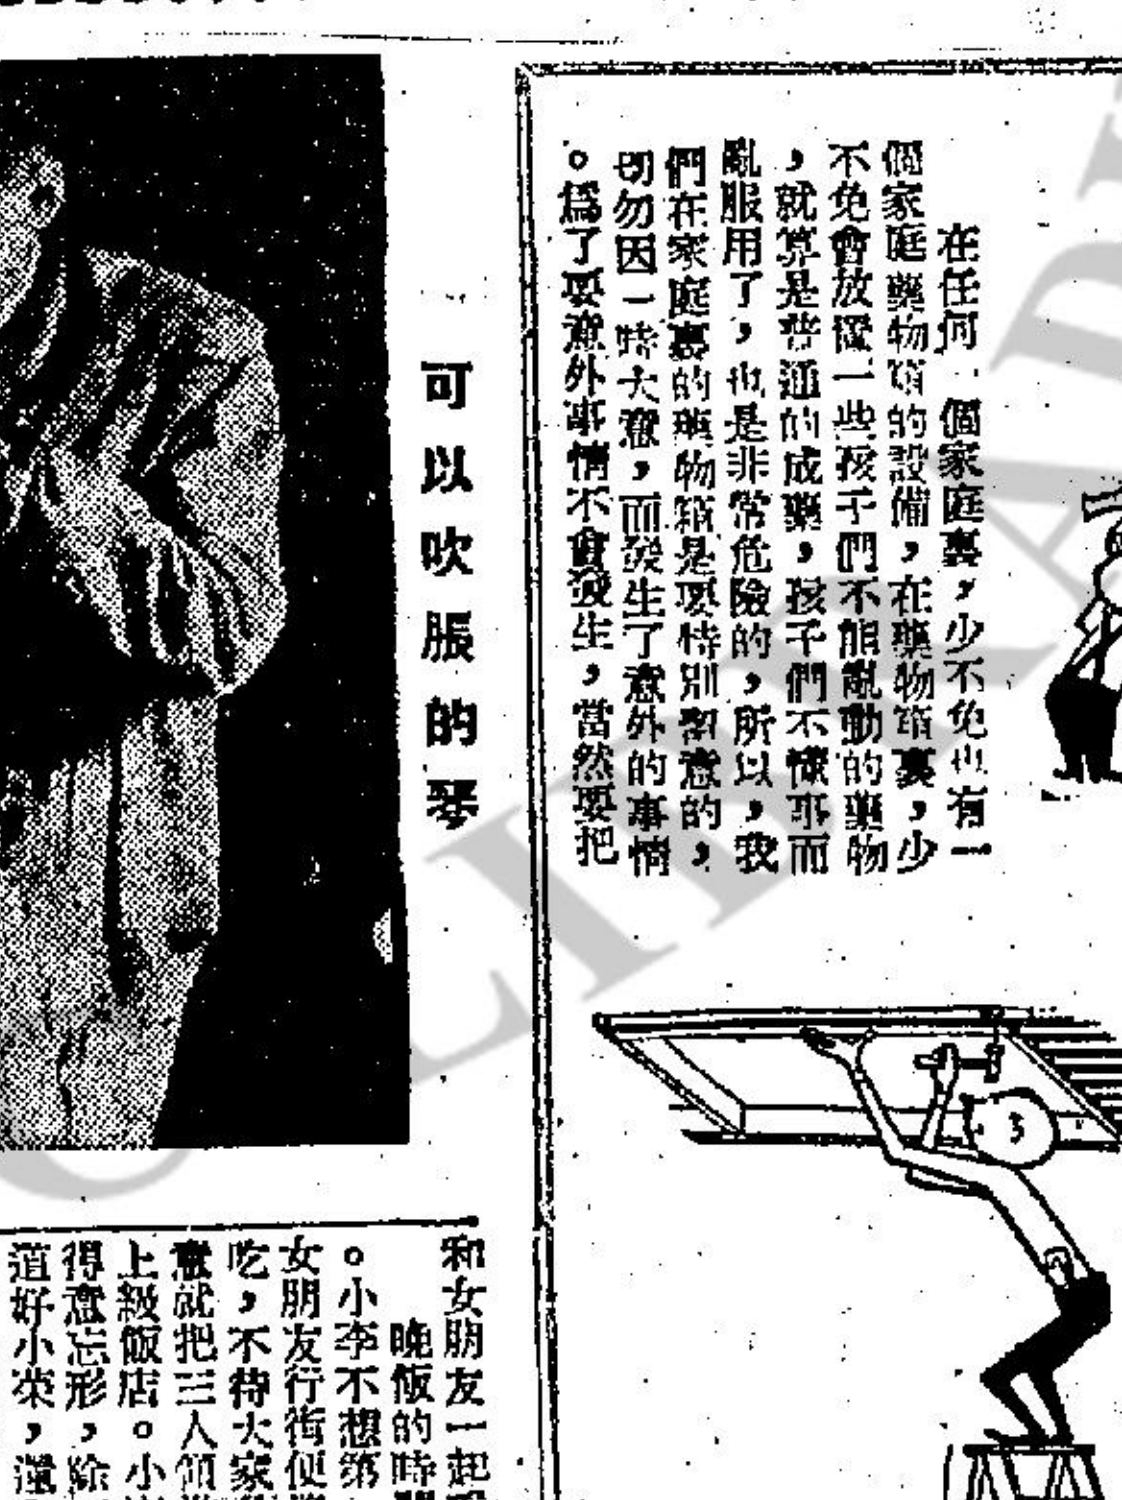 在任何一個家庭裏，少不免也有一
個家庭藥物箱的設備，在藥物箱裏，少
不免會放置一些孩子們不能亂動的藥物
，就算是普通的成藥，孩子們不懂事而
亂服用了，也是非常危險的，所以，我
們在家庭裏的藥物箱是要特別留意的，
切勿因一時大意，而發生了意外的事情
。爲了要意外事情不會發生，當然要把
可以吹脹的琴
和女朋友一起
晚飯的時
。小李不想第
女朋友行街便
吃，不待大家
意就把三人領
上級飯店。小
得意忘形，除
道好小菜，還
LIBRA